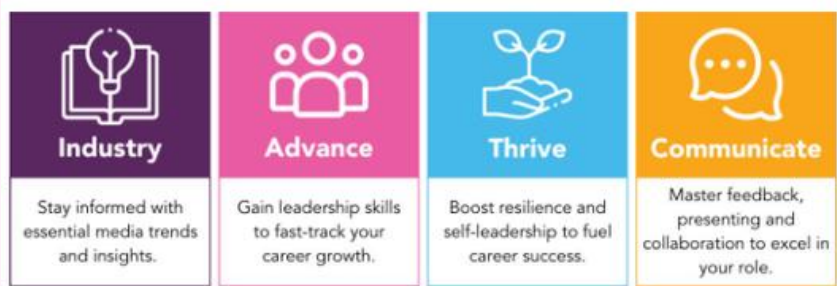 Industry
Stay informed with
essential media trends
and insights.
Advance
Gain leadership skills
to fast-track your
career growth.
Thrive
Boost resilience and
self-leadership to fuel
career success.
Communicate
Master feedback,
presenting and
collaboration to excel in
your role.